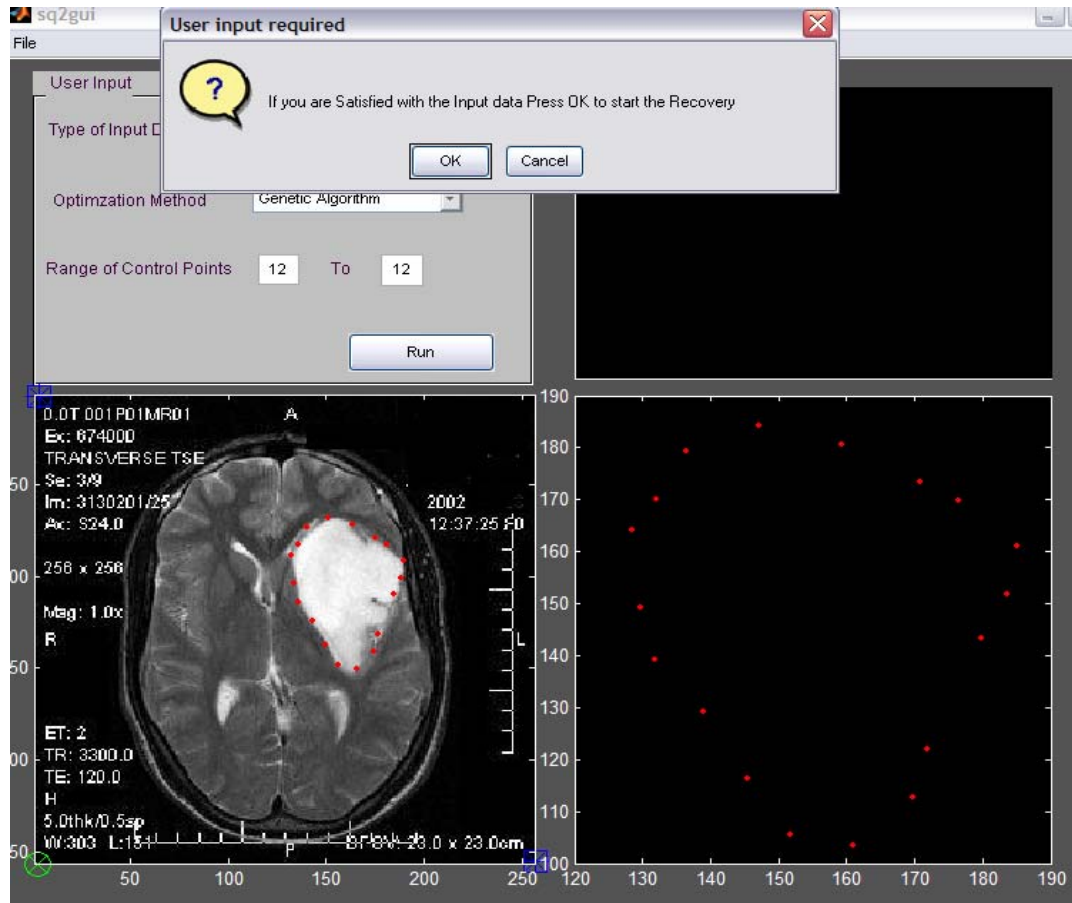 sq2gui
User input required
File
?
If you are Satisfied with the Input data Press OK to start the Recovery
OK Cancel
User Input
Type of Input D
Optimzation Method Genetic Algorithm
Range of Control Points 12 To 12
Run
0.0T 001P01MR01
A
Ex: 674000
TRANSVERSE TSE
Se: 3/9
Im: 3130201/25
2002
Ax: S24.0
12:37:25
256 x 256
Mag: 1.0x
R
L
ET: 2
TR: 3300.0
TE: 120.0
H
5.0thk/0.5sp
W:303 L:151
P
23.0 x 23.0cm
50
00
50
00
50
50 100 150 200 250
190
180
170
160
150
140
130
120
110
100
120 130 140 150 160 170 180 190